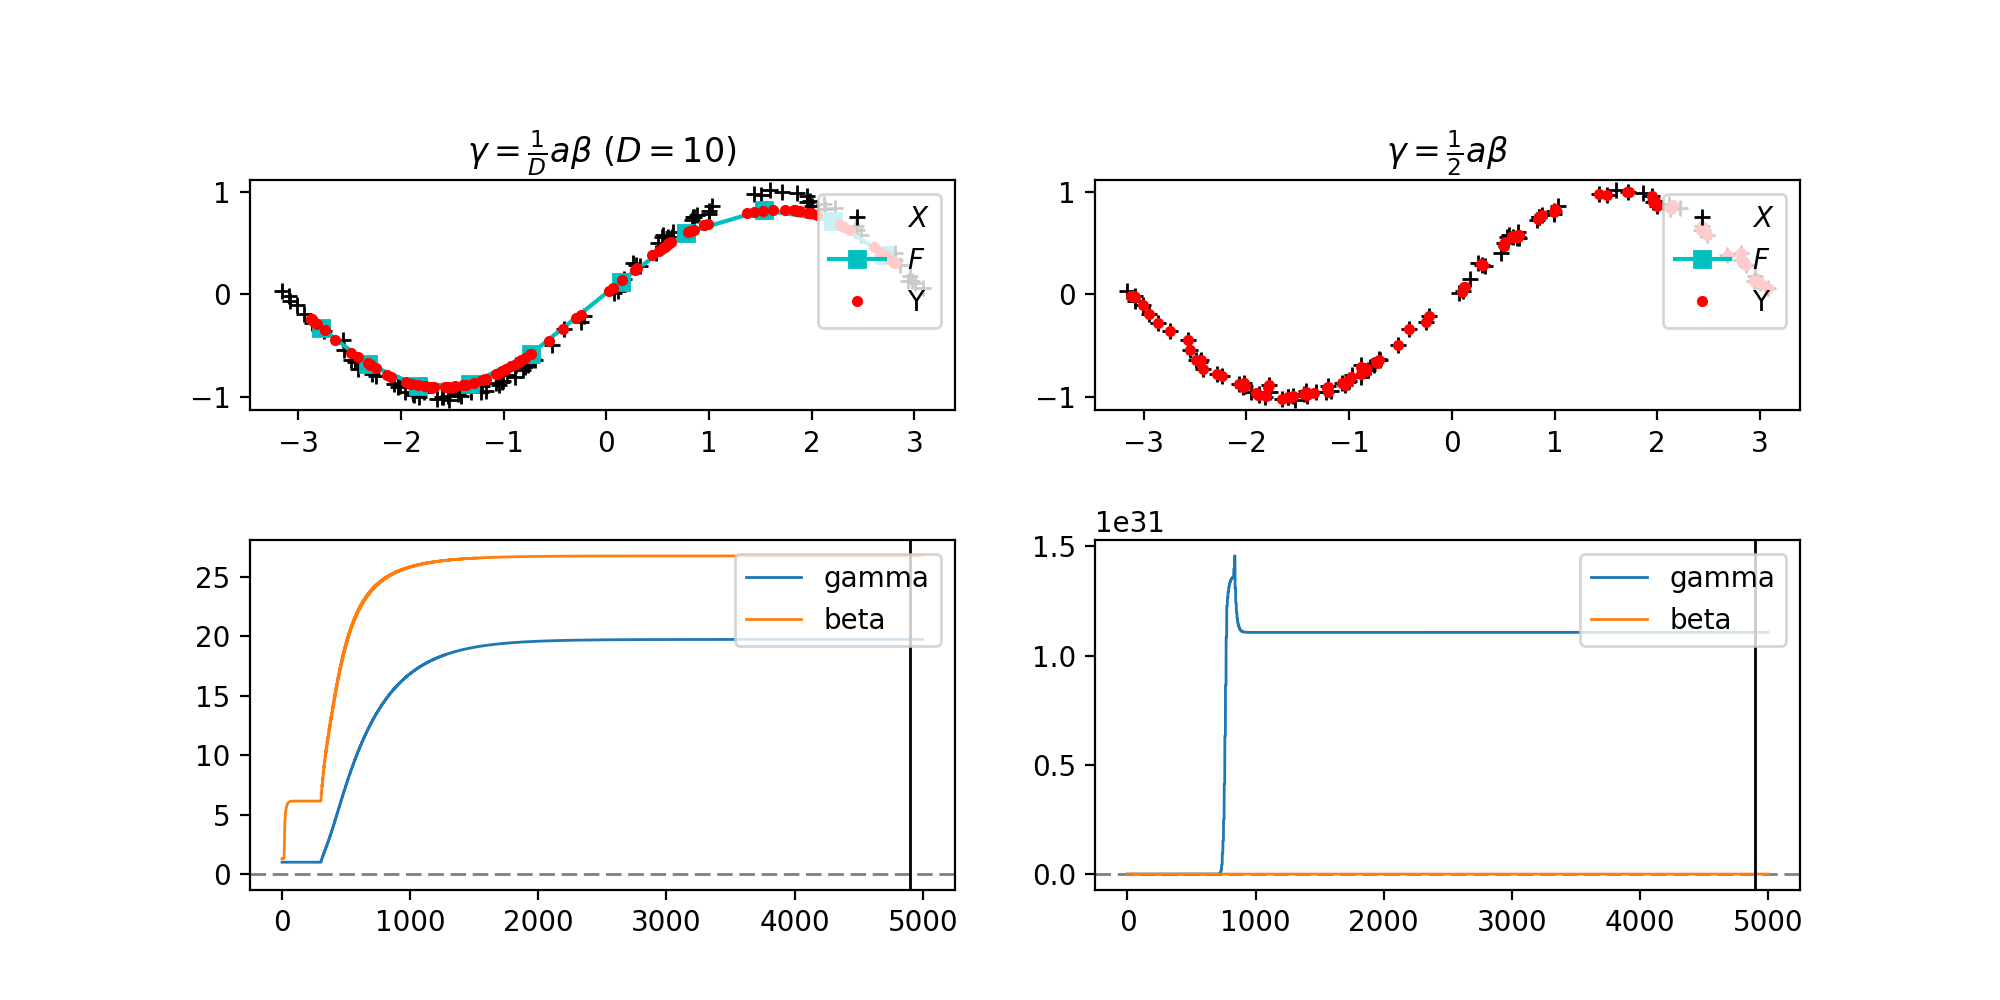 γ = 1/D aβ (D = 10)
γ = 1/2 aβ
1
0
−1
X
F
Y
−3 −2 −1 0 1 2 3
1
0
−1
X
F
Y
−3 −2 −1 0 1 2 3
25
20
15
10
5
0
gamma
beta
0 1000 2000 3000 4000 5000
1e31
1.5
1.0
0.5
0.0
gamma
beta
0 1000 2000 3000 4000 5000